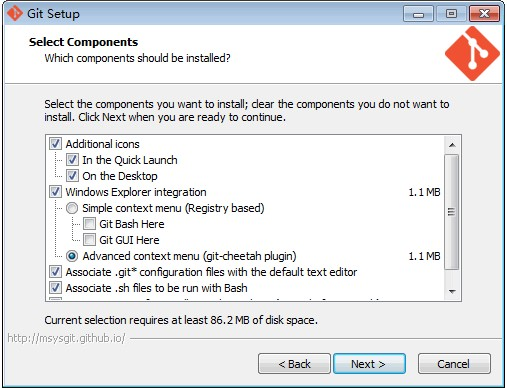 Git Setup
Select Components
Which components should be installed?
Select the components you want to install; clear the components you do not want to
install. Click Next when you are ready to continue.
Additional icons
In the Quick Launch
On the Desktop
Windows Explorer integration 1.1 MB
Simple context menu (Registry based)
Git Bash Here
Git GUI Here
Advanced context menu (git-cheetah plugin) 1.1 MB
Associate .git* configuration files with the default text editor
Associate .sh files to be run with Bash
Current selection requires at least 86.2 MB of disk space.
http://msysgit.github.io/
< Back
Next >
Cancel